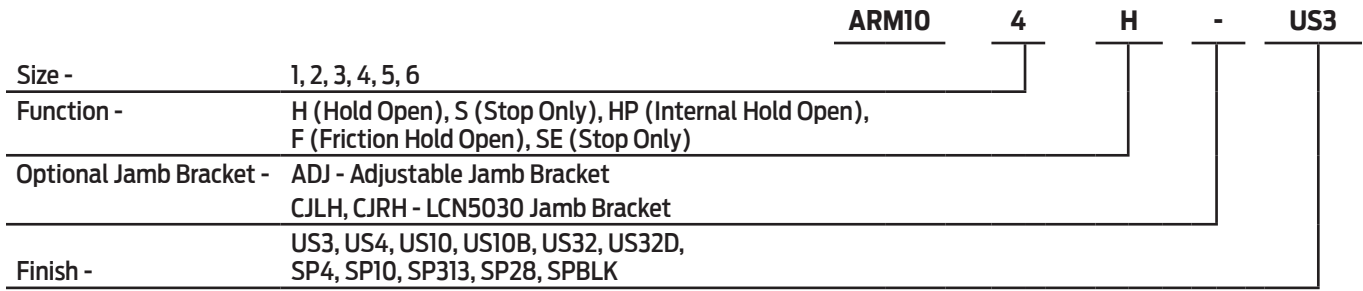 ARM10 4 H - US3
Size - 1, 2, 3, 4, 5, 6
Function - H (Hold Open), S (Stop Only), HP (Internal Hold Open),
F (Friction Hold Open), SE (Stop Only)
Optional Jamb Bracket - ADJ - Adjustable Jamb Bracket
CJLH, CJRH - LCN5030 Jamb Bracket
US3, US4, US10, US10B, US32, US32D,
Finish - SP4, SP10, SP313, SP28, SPBLK